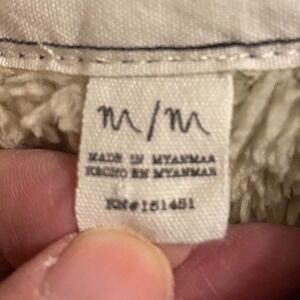 m/m
MADE IN MYANMAR
HECHO EN MYANMAR
RN#151451